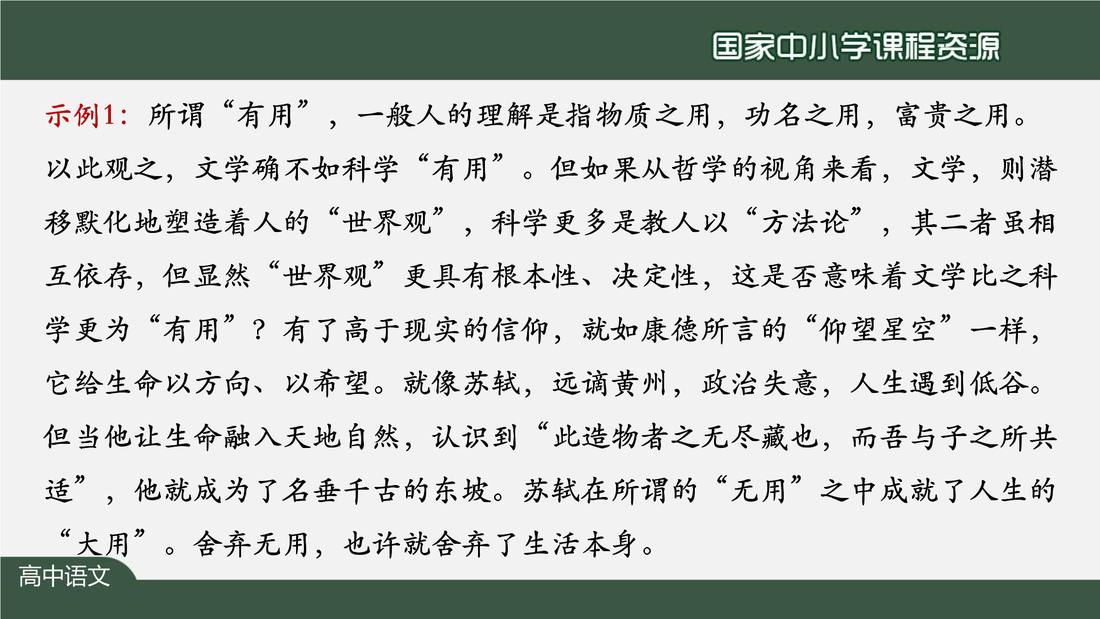 国家中小学课程资源
示例1：所谓“有用”，一般人的理解是指物质之用，功名之用，富贵之用。
以此观之，文学确不如科学“有用”。但如果从哲学的视角来看，文学，则潜
移默化地塑造着人的“世界观”，科学更多是教人以“方法论”，其二者虽相
互依存，但显然“世界观”更具有根本性、决定性，这是否意味着文学比之科
学更为“有用”？有了高于现实的信仰，就如康德所言的“仰望星空”一样，
它给生命以方向、以希望。就像苏轼，远谪黄州，政治失意，人生遇到低谷。
但当他让生命融入天地自然，认识到“此造物者之无尽藏也，而吾与子之所共
适”，他就成为了名垂千古的东坡。苏轼在所谓的“无用”之中成就了人生的
“大用”。舍弃无用，也许就舍弃了生活本身。
高中语文